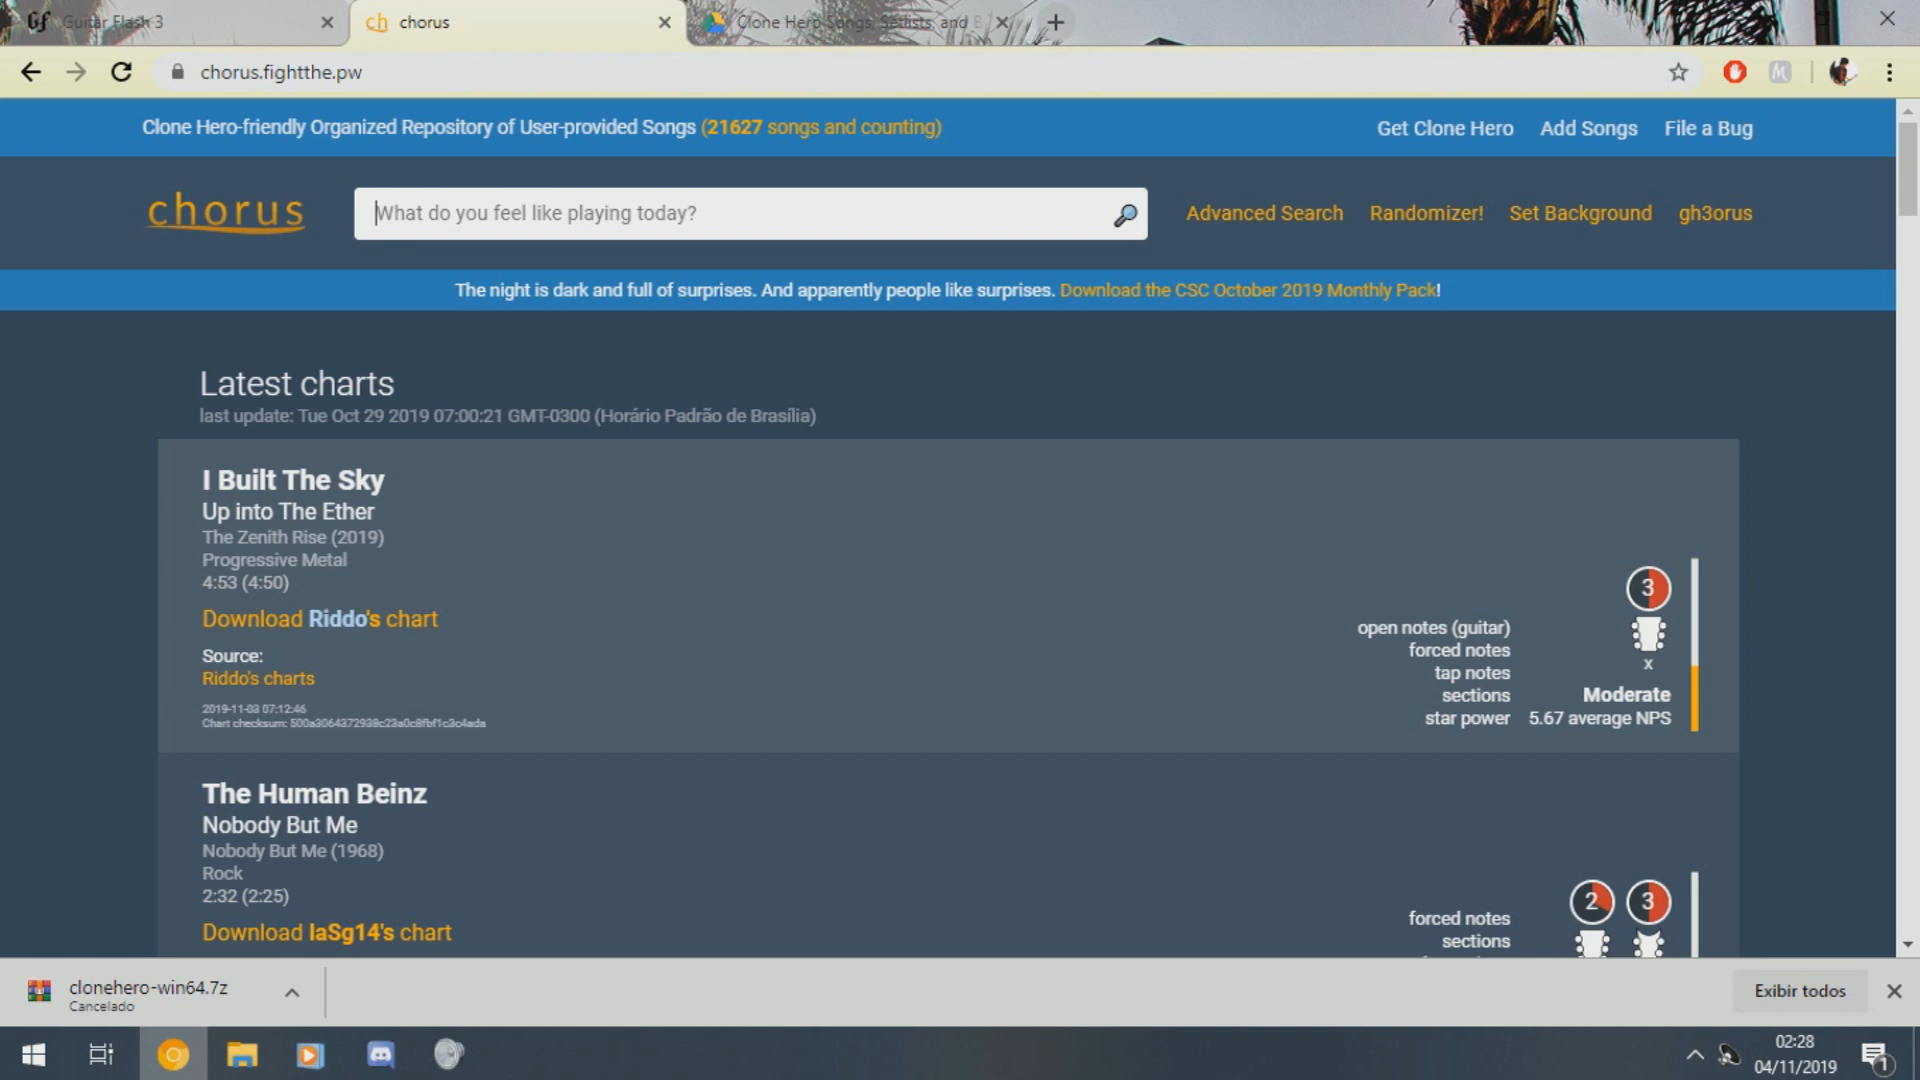 Guitar Flash 3
chorus
Clone Hero Songs, Setlists, and B
chorus.fightthe.pw
Clone Hero-friendly Organized Repository of User-provided Songs (21627 songs and counting)
Get Clone Hero Add Songs File a Bug
chorus
What do you feel like playing today?
Advanced Search Randomizer! Set Background gh3orus
The night is dark and full of surprises. And apparently people like surprises. Download the CSC October 2019 Monthly Pack!
Latest charts
last update: Tue Oct 29 2019 07:00:21 GMT-0300 (Horário Padrão de Brasília)
I Built The Sky
Up into The Ether
The Zenith Rise (2019)
Progressive Metal
4:53 (4:50)
Download Riddo's chart
Source:
Riddo's charts
2019-11-03 07:12:46
Chart checksum: 500a3064372938c23a0c8fbf1c3c4ada
open notes (guitar)
forced notes
tap notes
sections
star power
3
x
Moderate
5.67 average NPS
The Human Beinz
Nobody But Me
Nobody But Me (1968)
Rock
2:32 (2:25)
Download laSg14's chart
forced notes
sections
2 3
clonehero-win64.7z
Cancelado
Exibir todos
02:28
04/11/2019
1